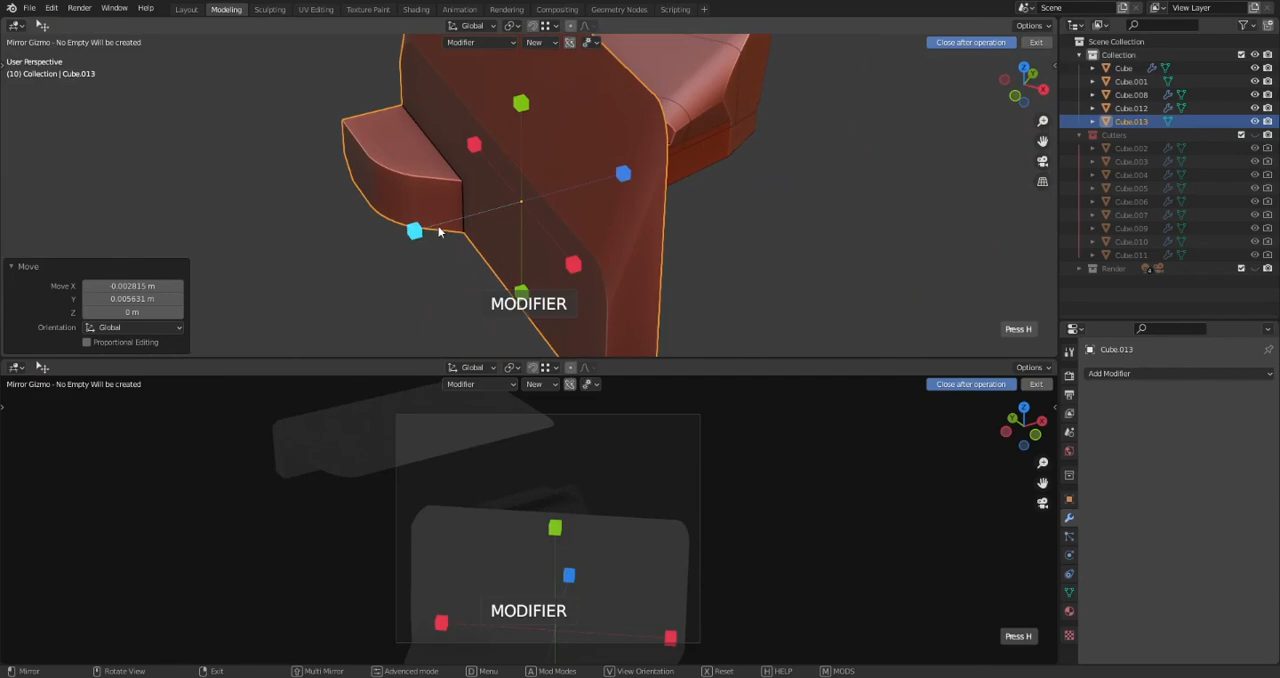 File Edit Render Window Help Layout Modeling Sculpting UV Editing Texture Paint Shading Animation Rendering Compositing Geometry Nodes Scripting + Scene View Layer
Global Options
Mirror Gizmo - No Empty Will be created Modifier New Close after operation Exit
User Perspective
(10) Collection | Cube.013
Scene Collection
Collection
Cube
Cube.001
Cube.008
Cube.012
Cube.013
Cutters
Cube.002
Cube.003
Cube.004
Cube.005
Cube.006
Cube.007
Cube.009
Cube.010
Cube.011
Render 4
Z
Y
X
Move
Move X -0.002815 m
Y 0.005631 m
Z 0 m
Orientation Global
Proportional Editing
MODIFIER
Press H
Cube.013
Add Modifier
Global Options
Mirror Gizmo - No Empty Will be created Modifier New Close after operation Exit
Z
Y
X
MODIFIER
Press H
Mirror Rotate View Exit Multi Mirror Advanced mode D Menu A Mod Modes V View Orientation X Reset H HELP M MODS